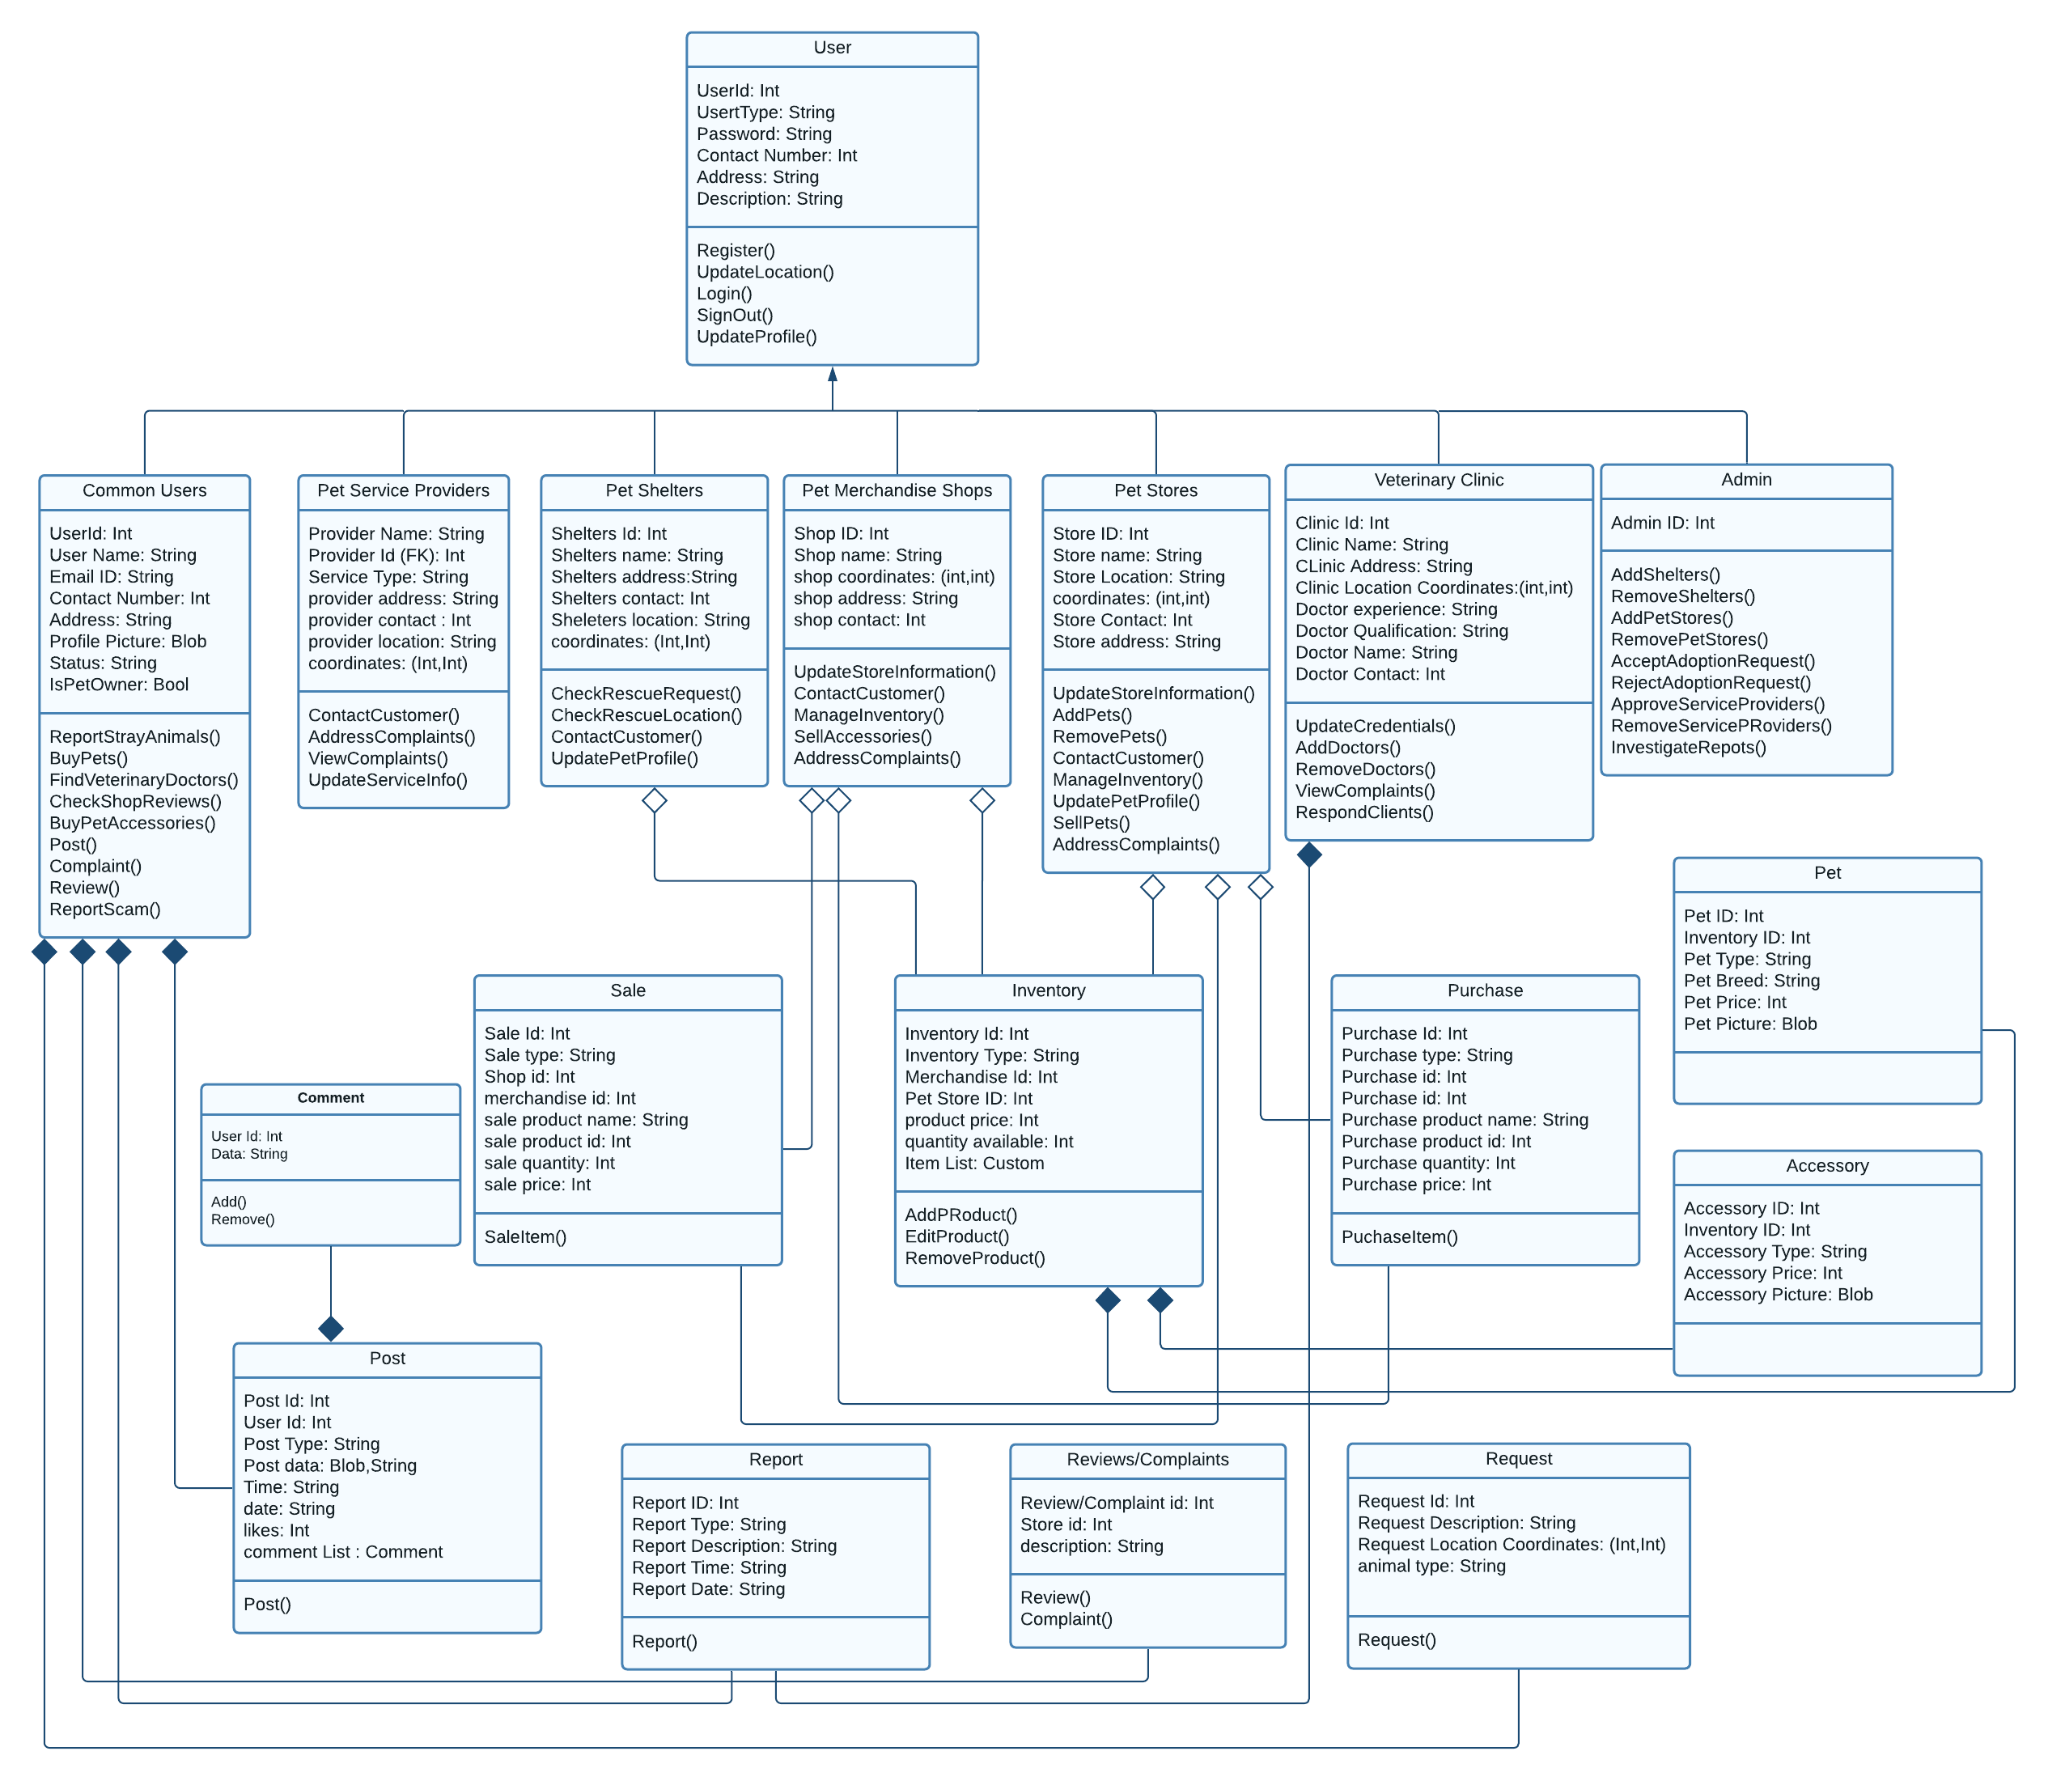 User
UserId: Int
UsertType: String
Password: String
Contact Number: Int
Address: String
Description: String
Register()
UpdateLocation()
Login()
SignOut()
UpdateProfile()
Common Users
UserId: Int
User Name: String
Email ID: String
Contact Number: Int
Address: String
Profile Picture: Blob
Status: String
IsPetOwner: Bool
ReportStrayAnimals()
BuyPets()
FindVeterinaryDoctors()
CheckShopReviews()
BuyPetAccessories()
Post()
Complaint()
Review()
ReportScam()
Pet Service Providers
Provider Name: String
Provider Id (FK): Int
Service Type: String
provider address: String
provider contact : Int
provider location: String
coordinates: (Int,Int)
ContactCustomer()
AddressComplaints()
ViewComplaints()
UpdateServiceInfo()
Pet Shelters
Shelters Id: Int
Shelters name: String
Shelters address:String
Shelters contact: Int
Sheleters location: String
coordinates: (Int,Int)
CheckRescueRequest()
CheckRescueLocation()
ContactCustomer()
UpdatePetProfile()
Pet Merchandise Shops
Shop ID: Int
Shop name: String
shop coordinates: (int,int)
shop address: String
shop contact: Int
UpdateStoreInformation()
ContactCustomer()
ManageInventory()
SellAccessories()
AddressComplaints()
Pet Stores
Store ID: Int
Store name: String
Store Location: String
coordinates: (int,int)
Store Contact: Int
Store address: String
UpdateStoreInformation()
AddPets()
RemovePets()
ContactCustomer()
ManageInventory()
UpdatePetProfile()
SellPets()
AddressComplaints()
Veterinary Clinic
Clinic Id: Int
Clinic Name: String
CLinic Address: String
Clinic Location Coordinates:(int,int)
Doctor experience: String
Doctor Qualification: String
Doctor Name: String
Doctor Contact: Int
UpdateCredentials()
AddDoctors()
RemoveDoctors()
ViewComplaints()
RespondClients()
Admin
Admin ID: Int
AddShelters()
RemoveShelters()
AddPetStores()
RemovePetStores()
AcceptAdoptionRequest()
RejectAdoptionRequest()
ApproveServiceProviders()
RemoveServicePRoviders()
InvestigateRepots()
Pet
Pet ID: Int
Inventory ID: Int
Pet Type: String
Pet Breed: String
Pet Price: Int
Pet Picture: Blob
Sale
Sale Id: Int
Sale type: String
Shop id: Int
merchandise id: Int
sale product name: String
sale product id: Int
sale quantity: Int
sale price: Int
SaleItem()
Inventory
Inventory Id: Int
Inventory Type: String
Merchandise Id: Int
Pet Store ID: Int
product price: Int
quantity available: Int
Item List: Custom
AddPRoduct()
EditProduct()
RemoveProduct()
Purchase
Purchase Id: Int
Purchase type: String
Purchase id: Int
Purchase id: Int
Purchase product name: String
Purchase product id: Int
Purchase quantity: Int
Purchase price: Int
PuchaseItem()
Comment
User Id: Int
Data: String
Add()
Remove()
Accessory
Accessory ID: Int
Inventory ID: Int
Accessory Type: String
Accessory Price: Int
Accessory Picture: Blob
Post
Post Id: Int
User Id: Int
Post Type: String
Post data: Blob,String
Time: String
date: String
likes: Int
comment List : Comment
Post()
Report
Report ID: Int
Report Type: String
Report Description: String
Report Time: String
Report Date: String
Report()
Reviews/Complaints
Review/Complaint id: Int
Store id: Int
description: String
Review()
Complaint()
Request
Request Id: Int
Request Description: String
Request Location Coordinates: (Int,Int)
animal type: String
Request()